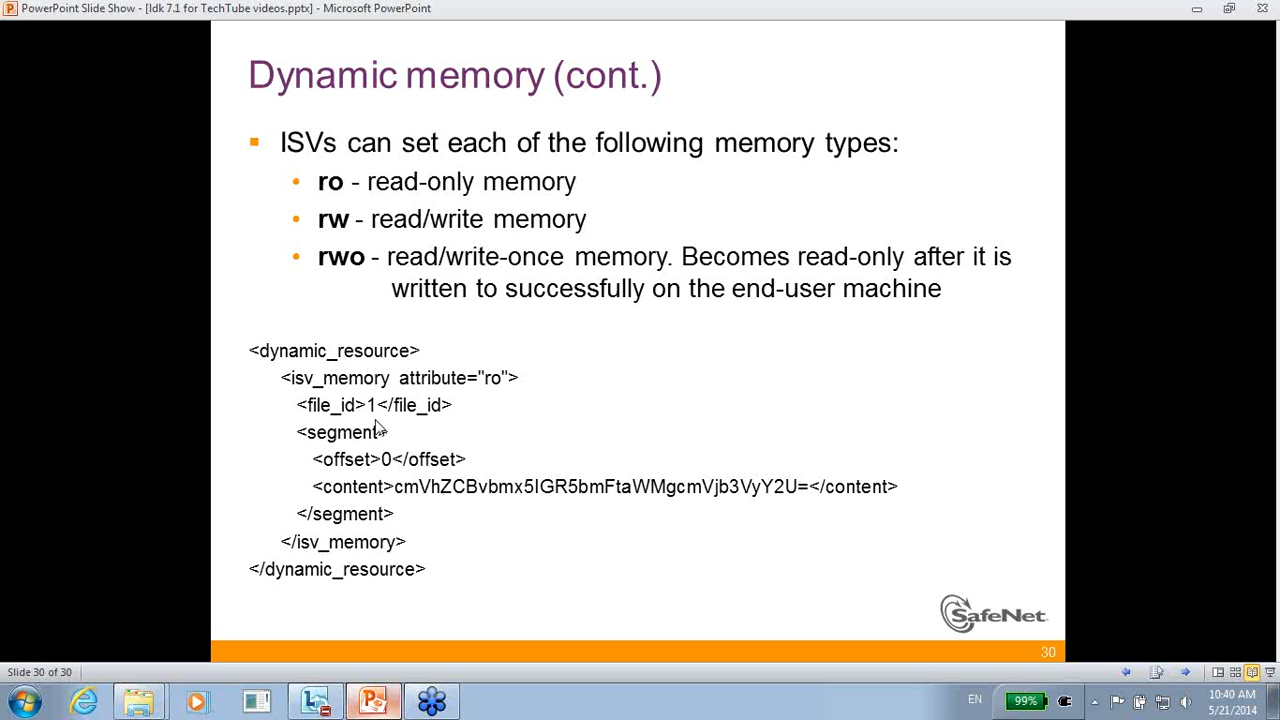 PowerPoint Slide Show - [ldk 7.1 for TechTube videos.pptx] - Microsoft PowerPoint
Dynamic memory (cont.)
ISVs can set each of the following memory types:
ro - read-only memory
rw - read/write memory
rwo - read/write-once memory. Becomes read-only after it is
written to successfully on the end-user machine
<dynamic_resource>
<isv_memory attribute="ro">
<file_id>1</file_id>
<segment>
<offset>0</offset>
<content>cmVhZCBvbmx5IGR5bmFtaWMgcmVjb3VyY2U=</content>
</segment>
</isv_memory>
</dynamic_resource>
SafeNet
30
Slide 30 of 30
EN
99%
10:40 AM
5/21/2014